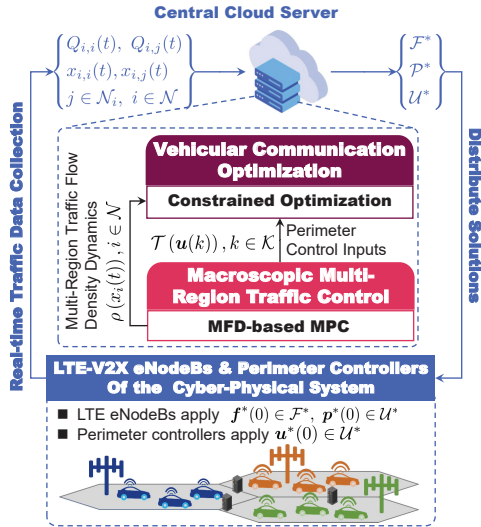 Central Cloud Server
Q_{i,i}(t), Q_{i,j}(t)
x_{i,i}(t), x_{i,j}(t)
j ∈ 𝒩_i, i ∈ 𝒩
ℱ*
𝒫*
𝒰*
Real-time Traffic Data Collection
Distribute Solutions
Vehicular Communication
Optimization
Constrained Optimization
Multi-Region Traffic Flow
Density Dynamics
ρ(x_i(t)), i ∈ 𝒩
𝒯(𝒖(k)), k ∈ 𝒦
Perimeter
Control Inputs
Macroscopic Multi-
Region Traffic Control
MFD-based MPC
LTE-V2X eNodeBs & Perimeter Controllers
Of the Cyber-Physical System
■ LTE eNodeBs apply 𝒇*(0) ∈ ℱ*, 𝒑*(0) ∈ 𝒰*
■ Perimeter controllers apply 𝒖*(0) ∈ 𝒰*